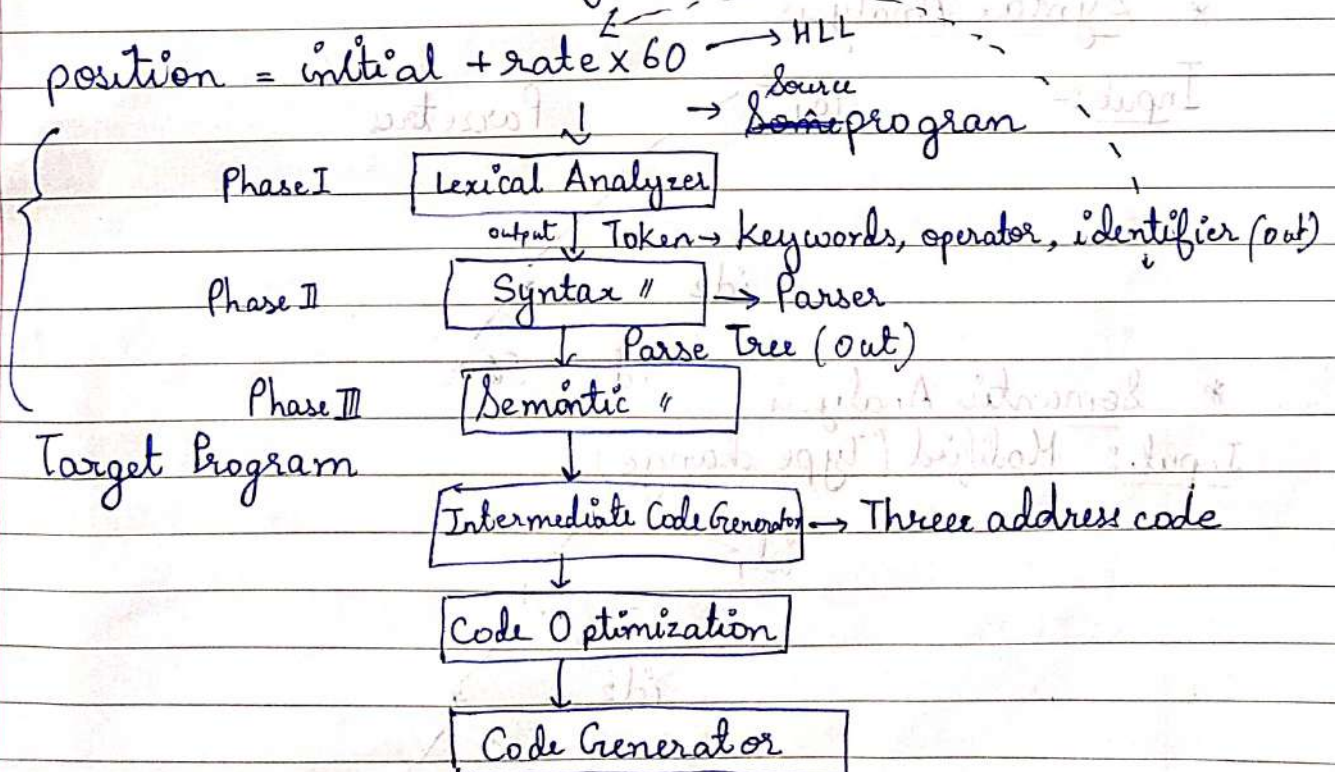 position = initial + rate x 60 → HLL
→ Source Some program
Phase I Lexical Analyzer
output Token → keywords, operator, identifier (out)
Phase II Syntax " → Parser
Parse Tree (out)
Phase III Semantic "
Target Program
Intermediate Code Generator → Threee address code
Code Optimization
Code Generator